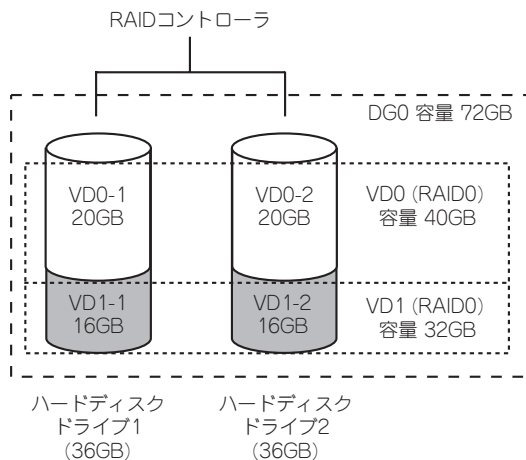 RAIDコントローラ
DG0 容量 72GB
VD0-1
20GB
VD0-2
20GB
VD0 (RAID0)
容量 40GB
VD1-1
16GB
VD1-2
16GB
VD1 (RAID0)
容量 32GB
ハードディスク
ドライブ1
(36GB)
ハードディスク
ドライブ2
(36GB)